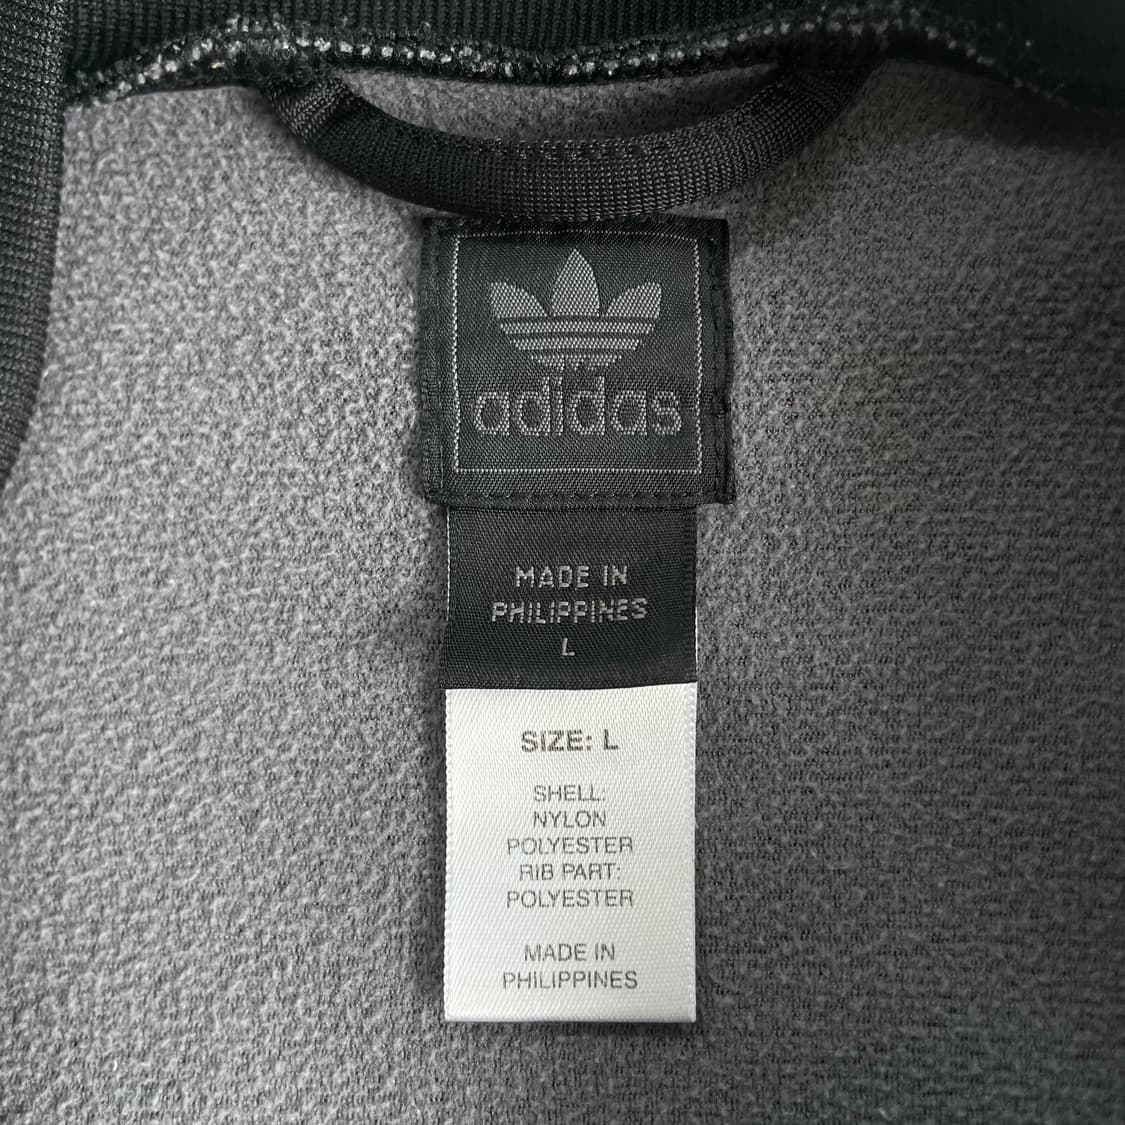 adidas
MADE IN
PHILIPPINES
L
SIZE: L
SHELL:
NYLON
POLYESTER
RIB PART:
POLYESTER
MADE IN
PHILIPPINES